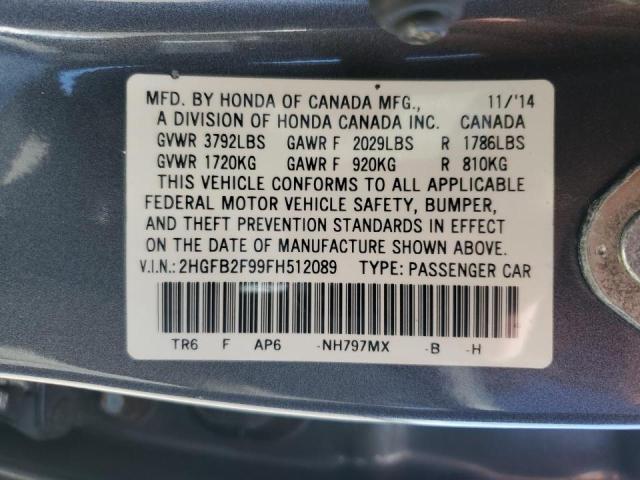 MFD. BY HONDA OF CANADA MFG., 11/'14
A DIVISION OF HONDA CANADA INC. CANADA
GVWR 3792LBS GAWR F 2029LBS R 1786LBS
GVWR 1720KG GAWR F 920KG R 810KG
THIS VEHICLE CONFORMS TO ALL APPLICABLE
FEDERAL MOTOR VEHICLE SAFETY, BUMPER,
AND THEFT PREVENTION STANDARDS IN EFFECT
ON THE DATE OF MANUFACTURE SHOWN ABOVE.
V.I.N.: 2HGFB2F99FH512089 TYPE: PASSENGER CAR
TR6 F AP6 -NH797MX -B -H